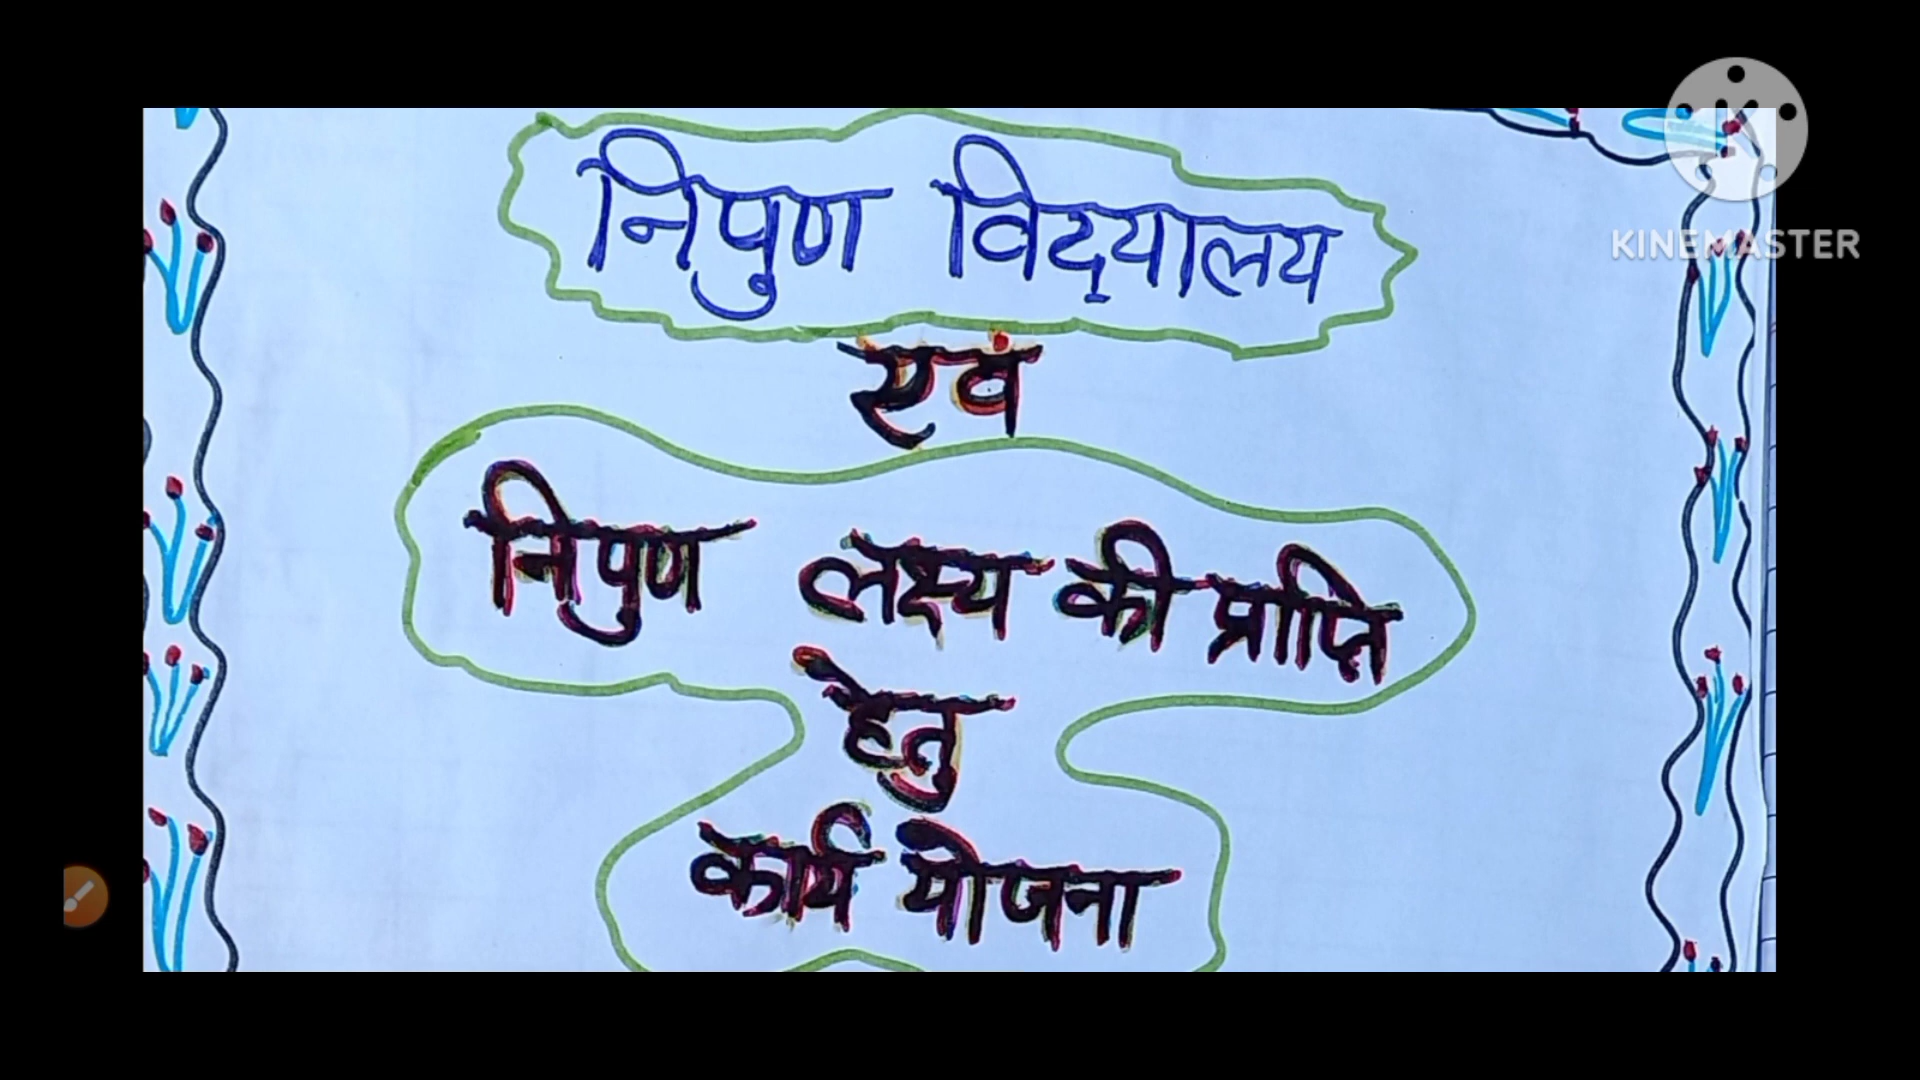 निपुण विद्यालय
KINEMASTER
एवं
निपुण लक्ष्य की प्राप्ति
हेतु
कार्य योजना